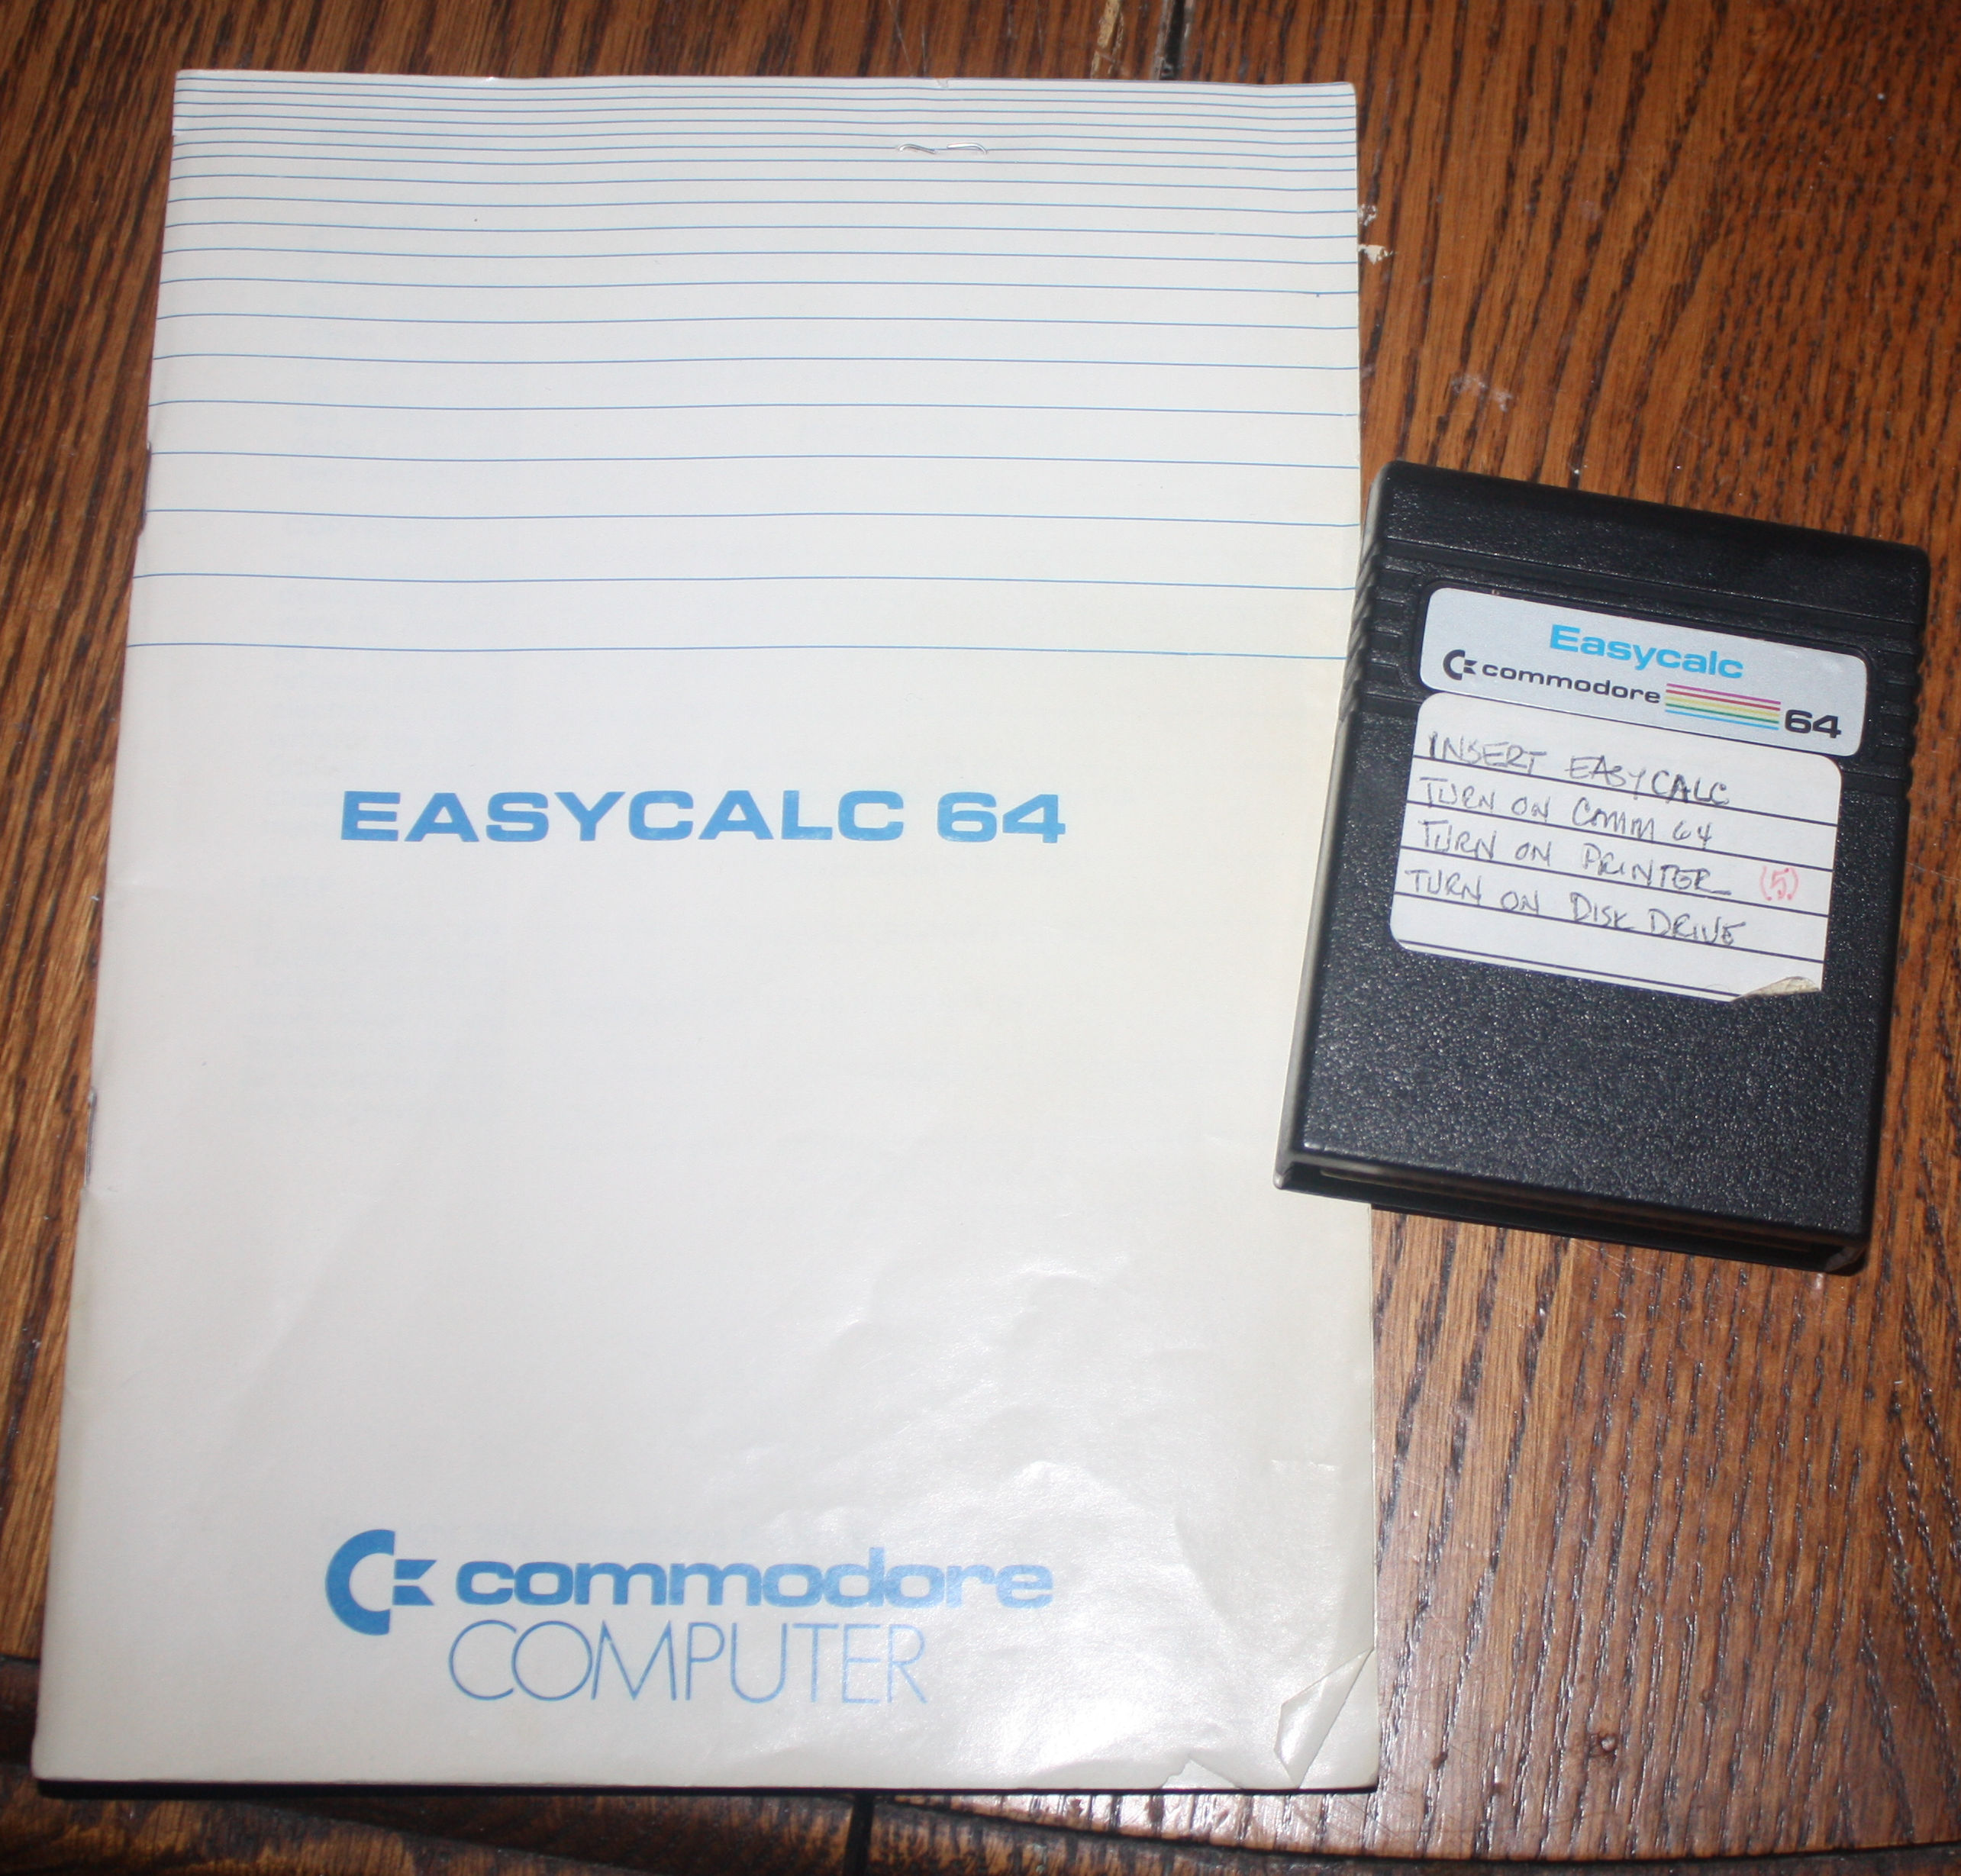 EASYCALC 64
commodore
COMPUTER
Easycalc
commodore 64
INSERT EASYCALC
TURN ON COMM 64
TURN ON PRINTER (5)
TURN ON DISK DRIVE